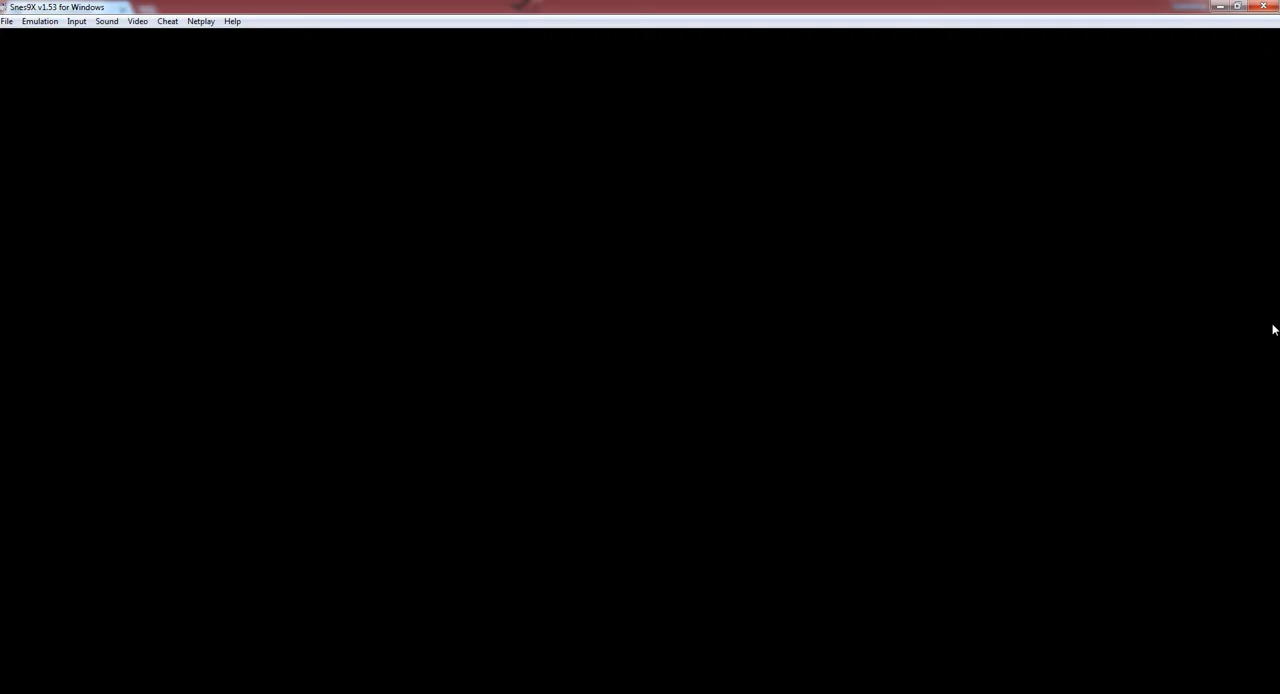 Snes9X v1.53 for Windows
File Emulation Input Sound Video Cheat Netplay Help